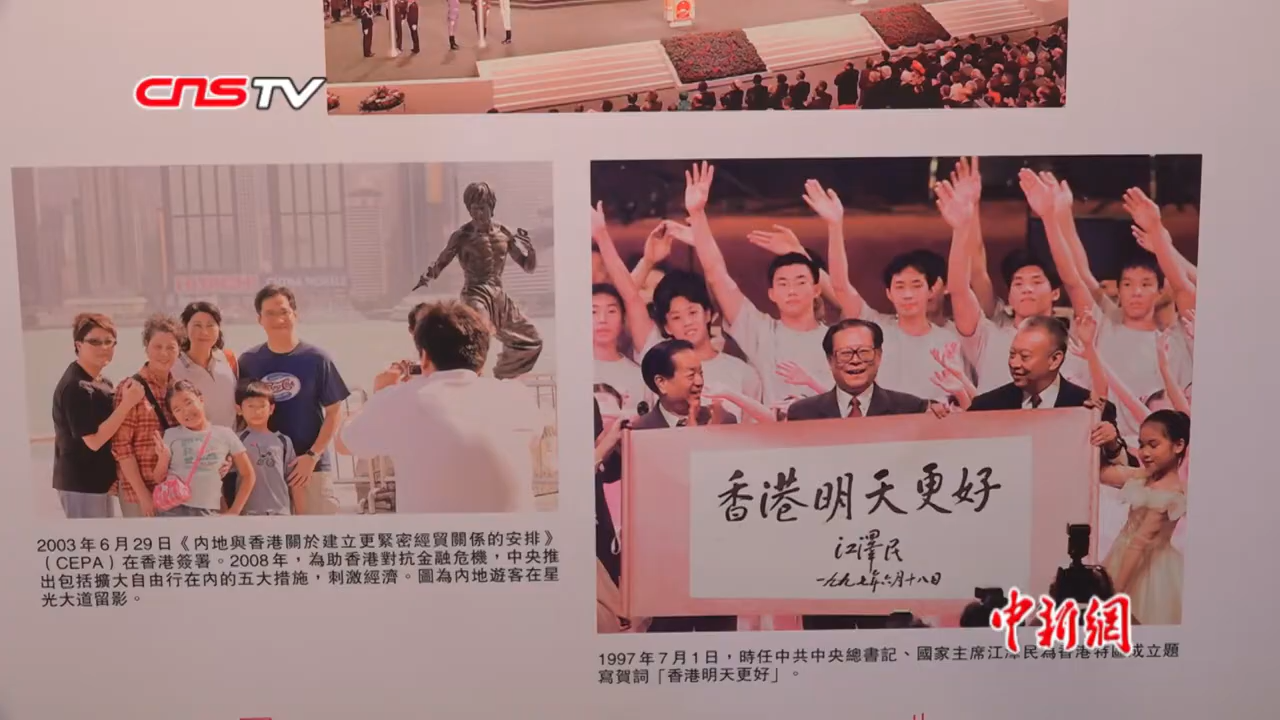 CNSTV
香港明天更好
江澤民
一九九七年六月十八日
2003年6月29日《內地與香港關於建立更緊密經貿關係的安排》
（CEPA）在香港簽署。2008年，為助香港對抗金融危機，中央推
出包括擴大自由行在內的五大措施，刺激經濟。圖為內地遊客在星
光大道留影。
中新網
1997年7月1日，時任中共中央總書記、國家主席江澤民為香港特區成立題
寫賀詞「香港明天更好」。